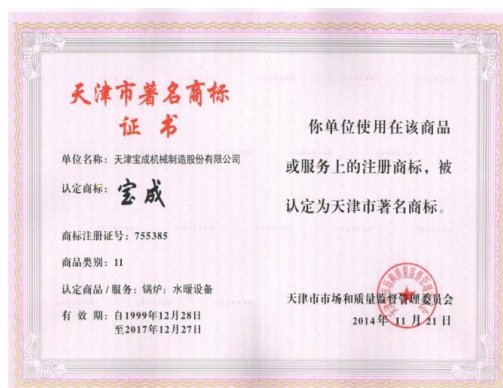 天津市著名商标
证书
单位名称：天津宝成机械制造股份有限公司
认定商标：宝成
商标注册证号：755385
商品类别：11
认定商品/服务：锅炉；水暖设备
有 效 期：自1999年12月28日
至2017年12月27日
你单位使用在该商品
或服务上的注册商标，被
认定为天津市著名商标。
天津市市场和质量监督管理委员会
2014年 11 月 21 日